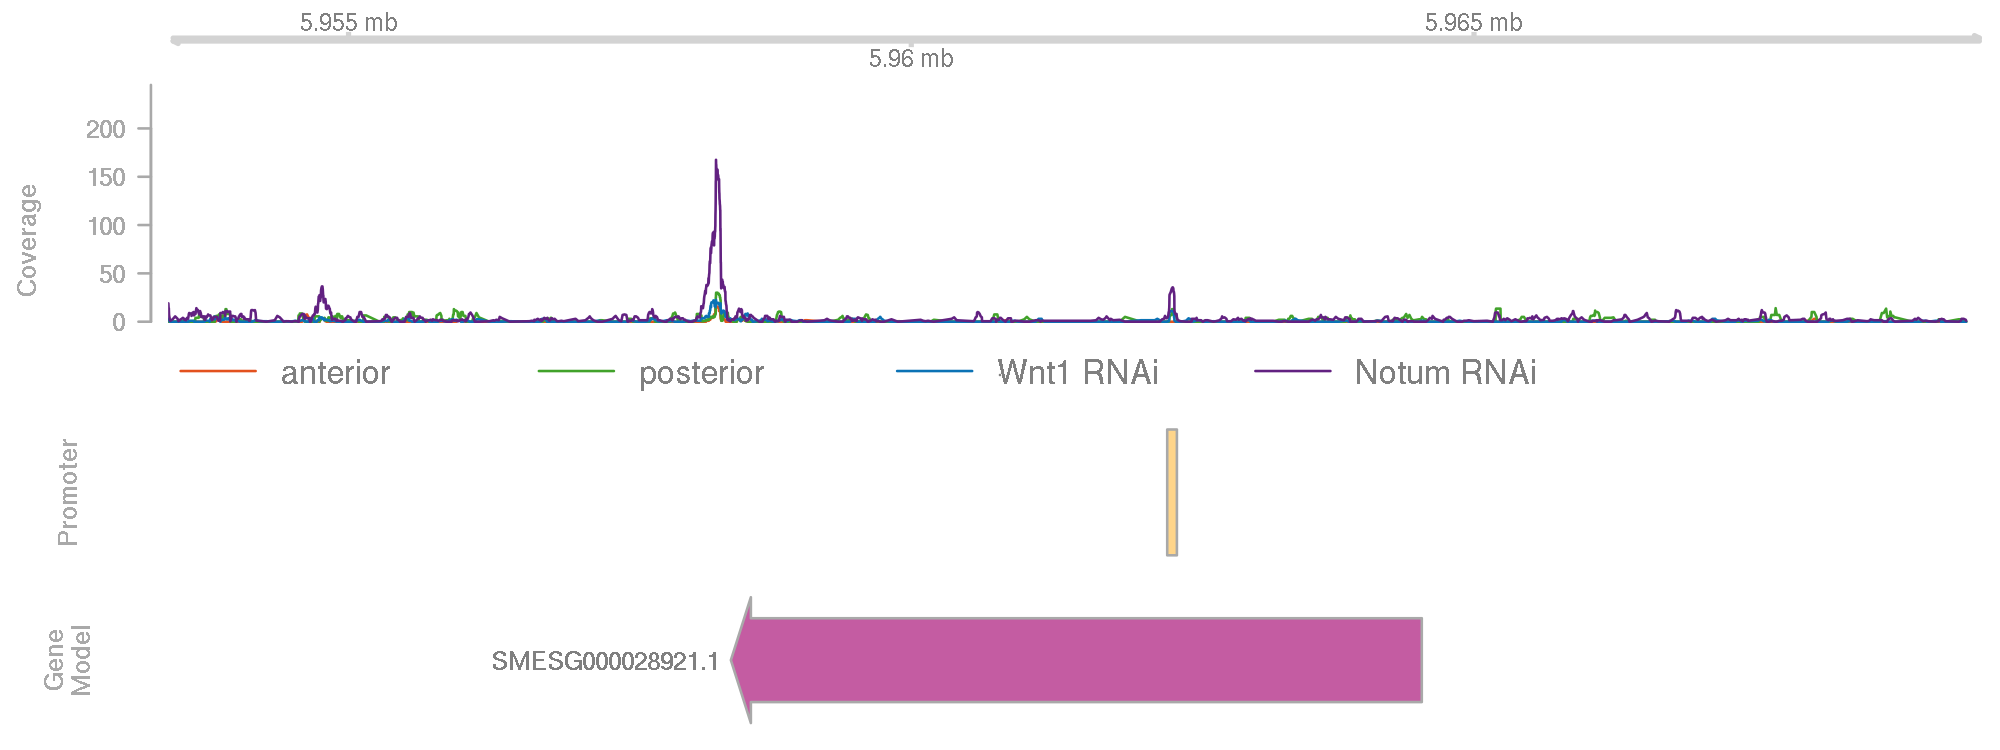 5.955 mb
5.965 mb
5.96 mb
Coverage
200
150
100
50
0
anterior
posterior
Wnt1 RNAi
Notum RNAi
Promoter
Gene
Model
SMESG000028921.1